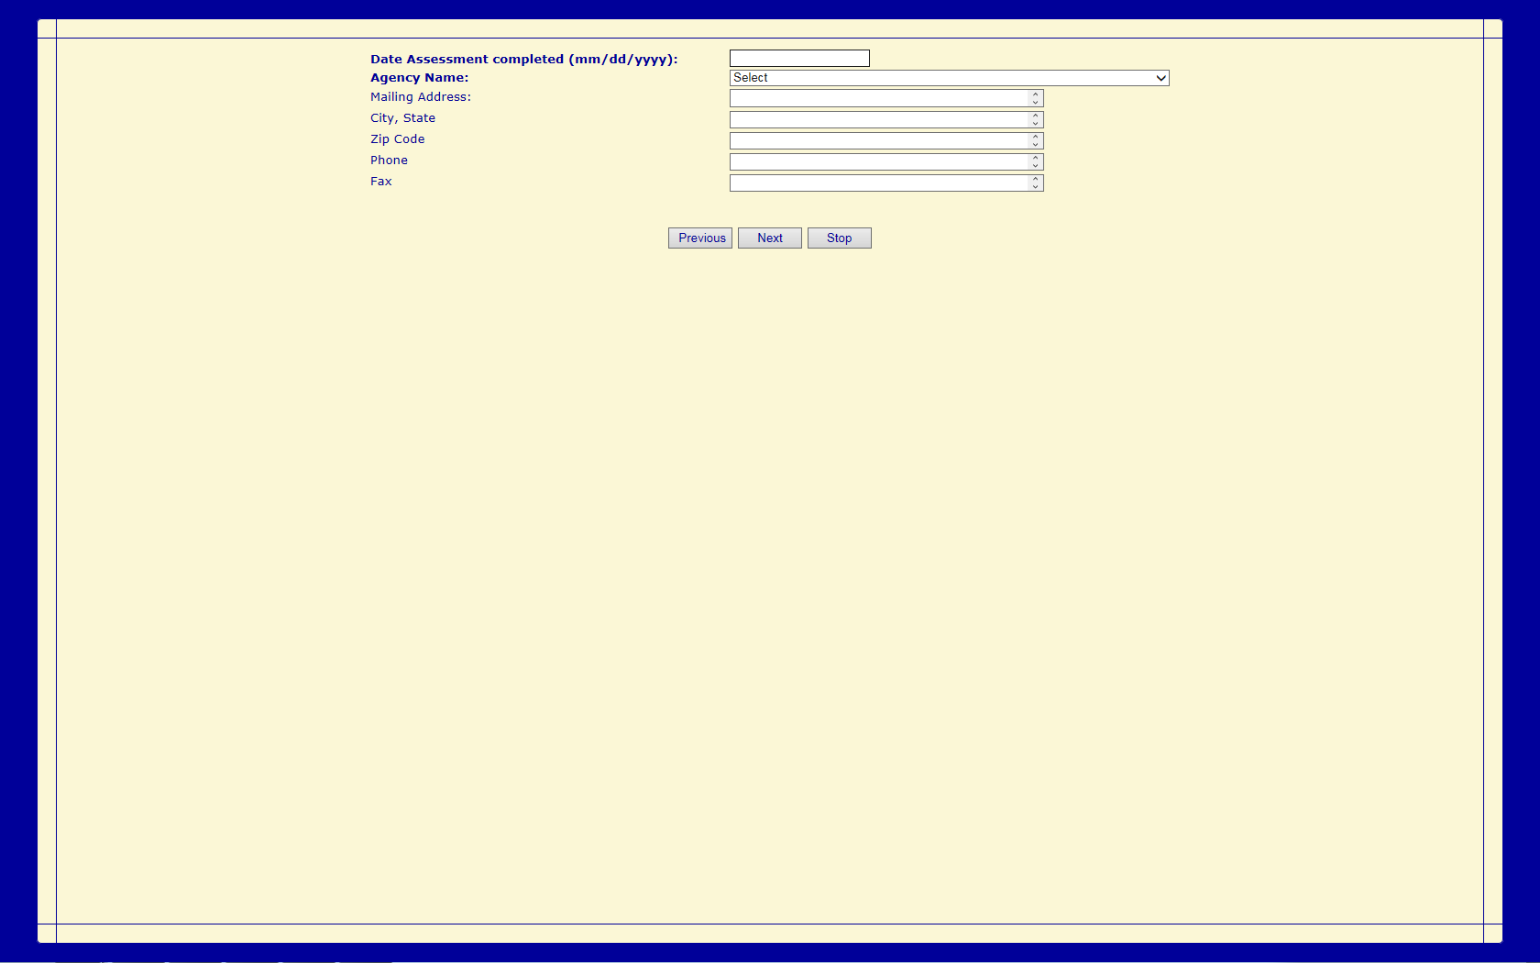 Date Assessment completed (mm/dd/yyyy):
Agency Name: Select
Mailing Address:
City, State
Zip Code
Phone
Fax
Previous Next Stop